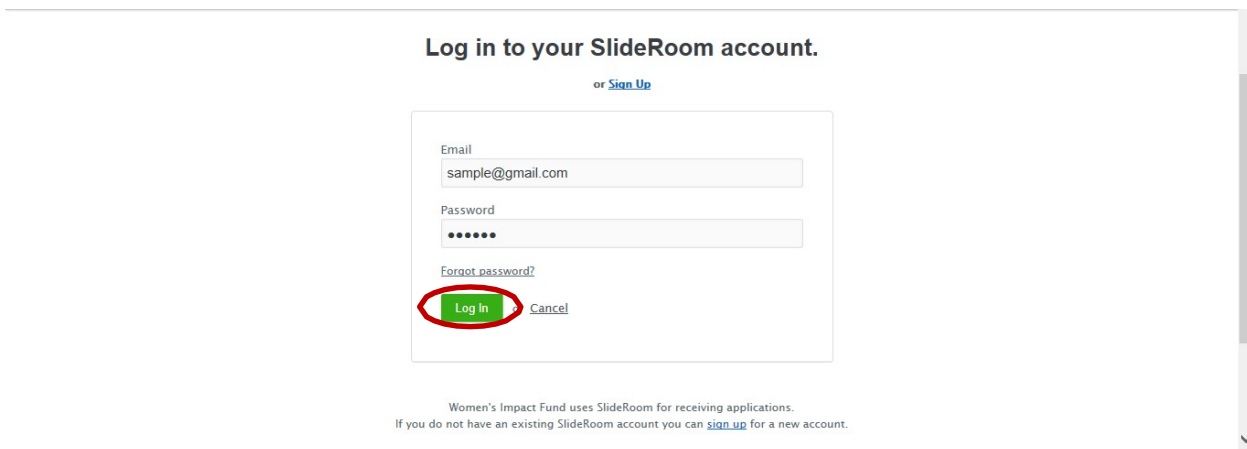 Log in to your SlideRoom account.
or Sign Up
Email
sample@gmail.com
Password
••••••
Forgot password?
Log In Cancel
Women's Impact Fund uses SlideRoom for receiving applications.
If you do not have an existing SlideRoom account you can sign up for a new account.